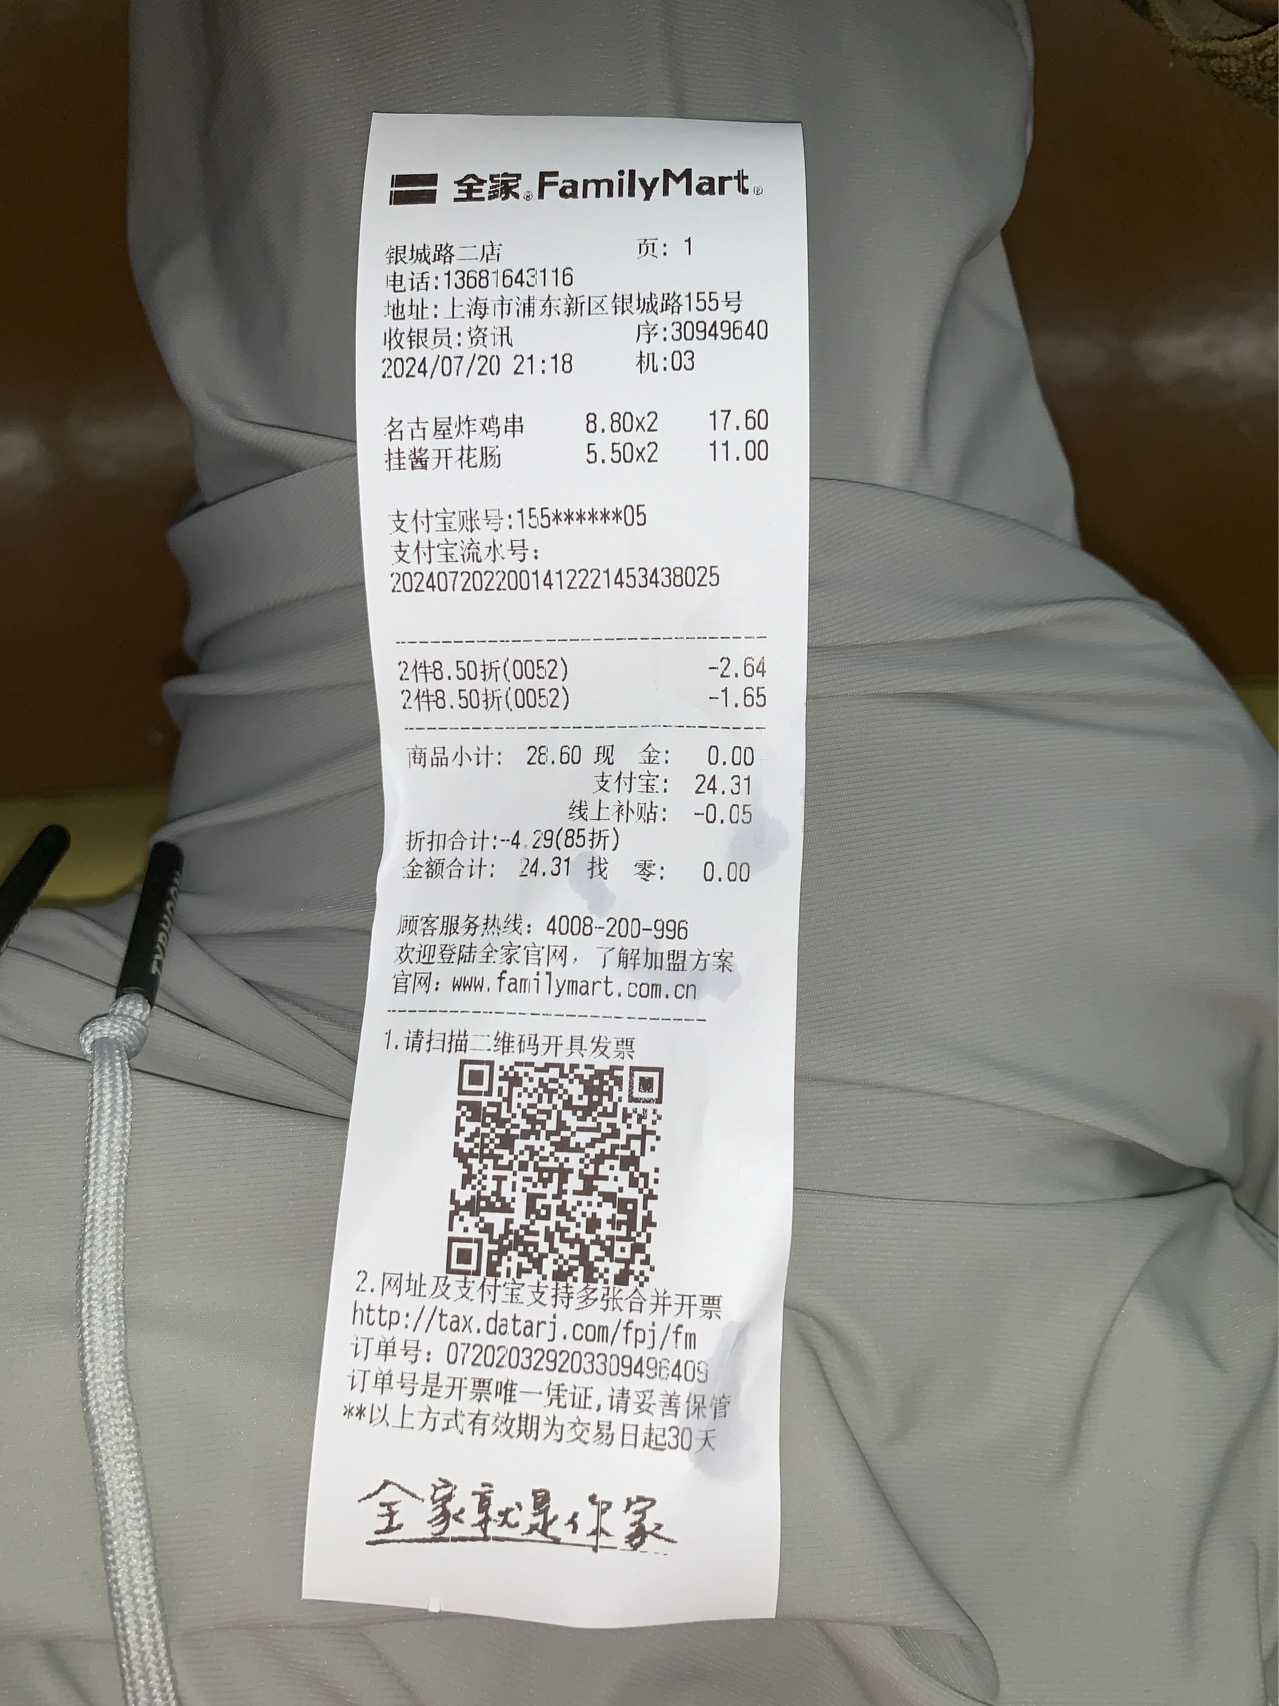 全家® FamilyMart®
银城路二店 页: 1
电话:13681643116
地址:上海市浦东新区银城路155号
收银员:资讯 序:30949640
2024/07/20 21:18 机:03
名古屋炸鸡串 8.80x2 17.60
挂酱开花肠 5.50x2 11.00
支付宝账号:155******05
支付宝流水号:
2024072022001412221453438025
2件8.50折(0052) -2.64
2件8.50折(0052) -1.65
商品小计: 28.60 现 金: 0.00
支付宝: 24.31
线上补贴: -0.05
折扣合计:-4.29(85折)
金额合计: 24.31 找 零: 0.00
顾客服务热线: 4008-200-996
欢迎登陆全家官网, 了解加盟方案
官网: www.familymart.com.cn
1.请扫描二维码开具发票
2.网址及支付宝支持多张合并开票
http://tax.datarj.com/fpj/fm
订单号: 0720203292033094964​09
订单号是开票唯一凭证,请妥善保管
**以上方式有效期为交易日起30天
全家就是你家